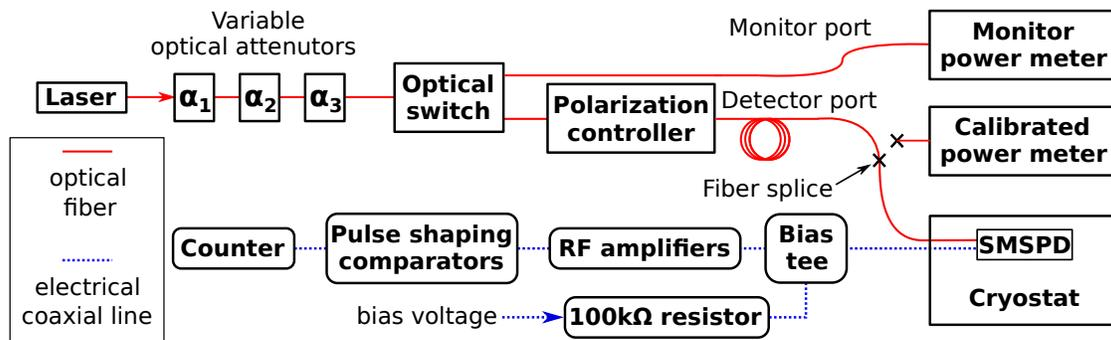 Variable
optical attenutors
Monitor port
Monitor
power meter
Laser
α1
α2
α3
Optical
switch
Polarization
controller
Detector port
Calibrated
power meter
Fiber splice
optical
fiber
electrical
coaxial line
Counter
Pulse shaping
comparators
RF amplifiers
Bias
tee
SMSPD
Cryostat
bias voltage
100kΩ resistor